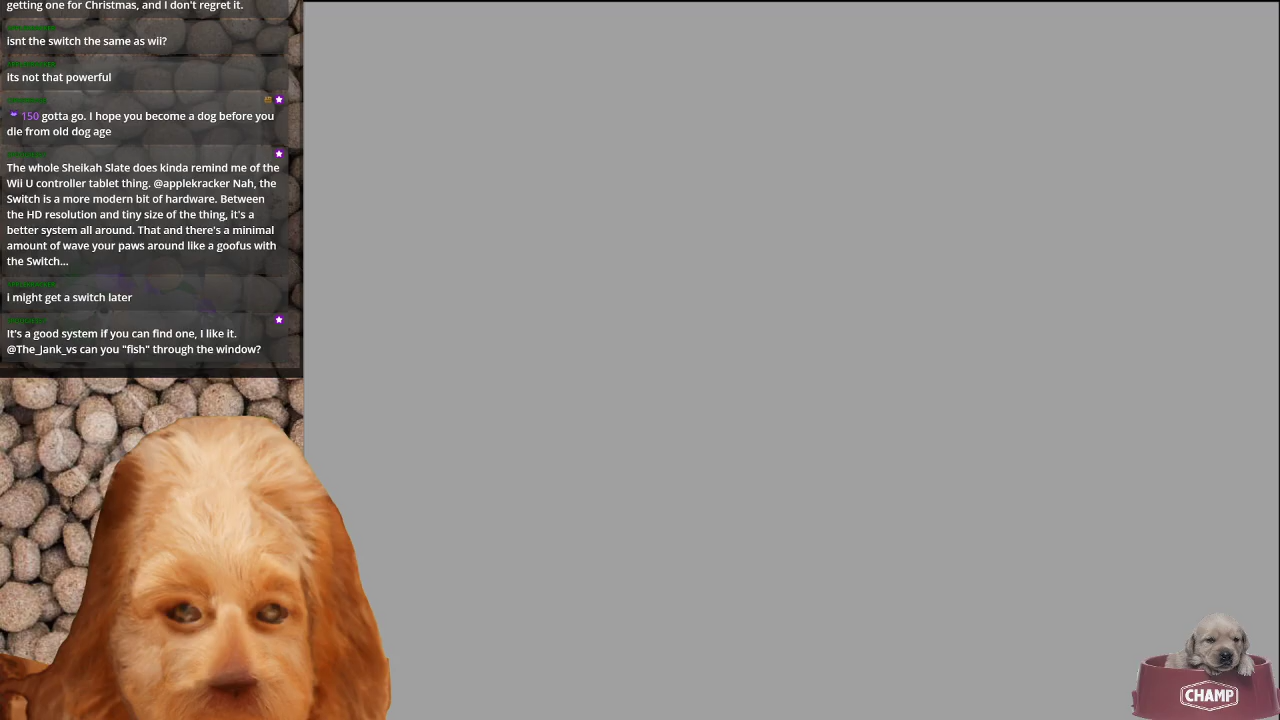 getting one for Christmas, and I don't regret it.
isnt the switch the same as wii?
its not that powerful
150 gotta go. I hope you become a dog before you
die from old dog age
The whole Sheikah Slate does kinda remind me of the
Wii U controller tablet thing. @applekracker Nah, the
Switch is a more modern bit of hardware. Between
the HD resolution and tiny size of the thing, it's a
better system all around. That and there's a minimal
amount of wave your paws around like a goofus with
the Switch...
i might get a switch later
It's a good system if you can find one, I like it.
@The_Jank_vs can you "fish" through the window?
CHAMP